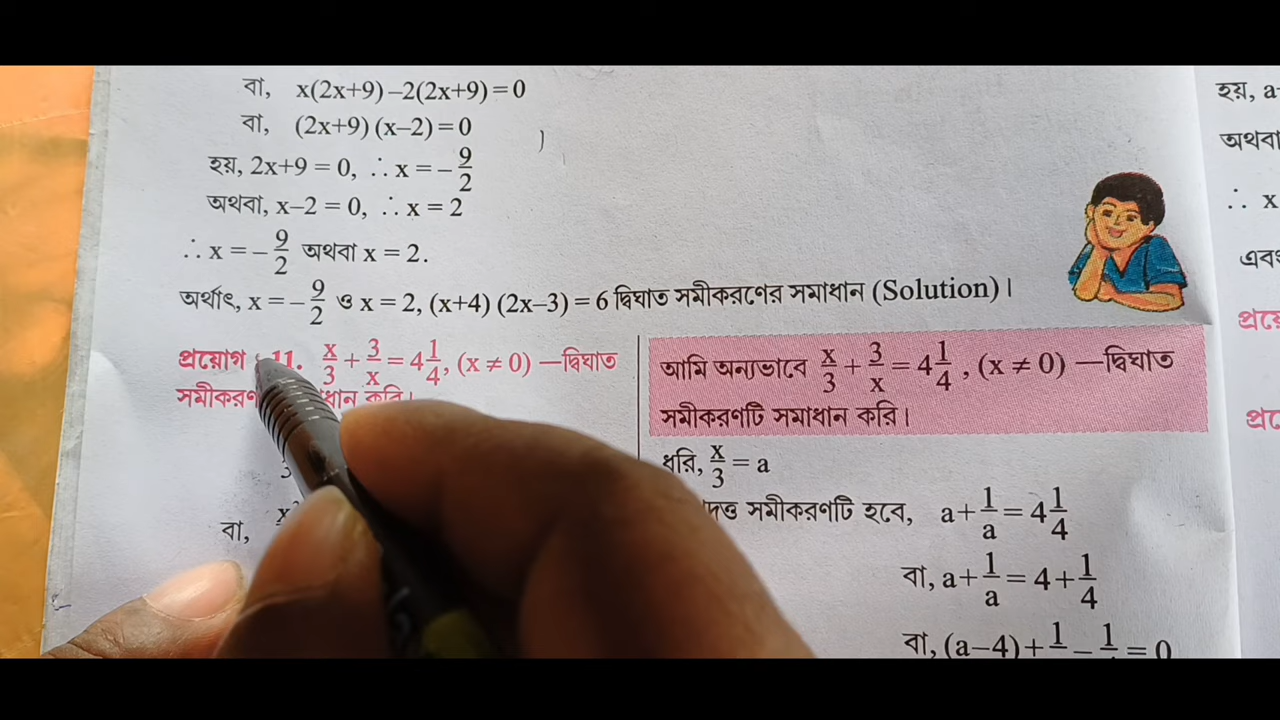 বা, x(2x+9)–2(2x+9)=0
বা, (2x+9)(x–2)=0
হয়, 2x+9 = 0, ∴ x = –9/2
অথবা, x–2 = 0, ∴ x = 2
∴ x = –9/2 অথবা x = 2.
অর্থাৎ, x = –9/2 ও x = 2, (x+4) (2x–3) = 6 দ্বিঘাত সমীকরণের সমাধান (Solution)।
প্রয়োগ 11. x/3 + 3/x = 4 1/4, (x ≠ 0) —দ্বিঘাত
করি।
বা,
আমি অন্যভাবে x/3 + 3/x = 4 1/4, (x ≠ 0) —দ্বিঘাত
সমীকরণটি সমাধান করি।
ধরি, x/3 = a
সমীকরণটি হবে, a+1/a = 4 1/4
বা, a+1/a = 4+1/4
বা, (a–4)+
হয়,
অথবা
∴ x